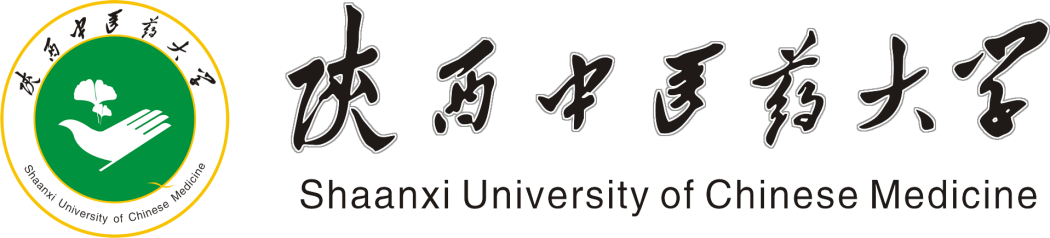 陕西中医药大学
Shaanxi University of Chinese Medicine
陕西中医药大学
Shaanxi University of Chinese Medicine